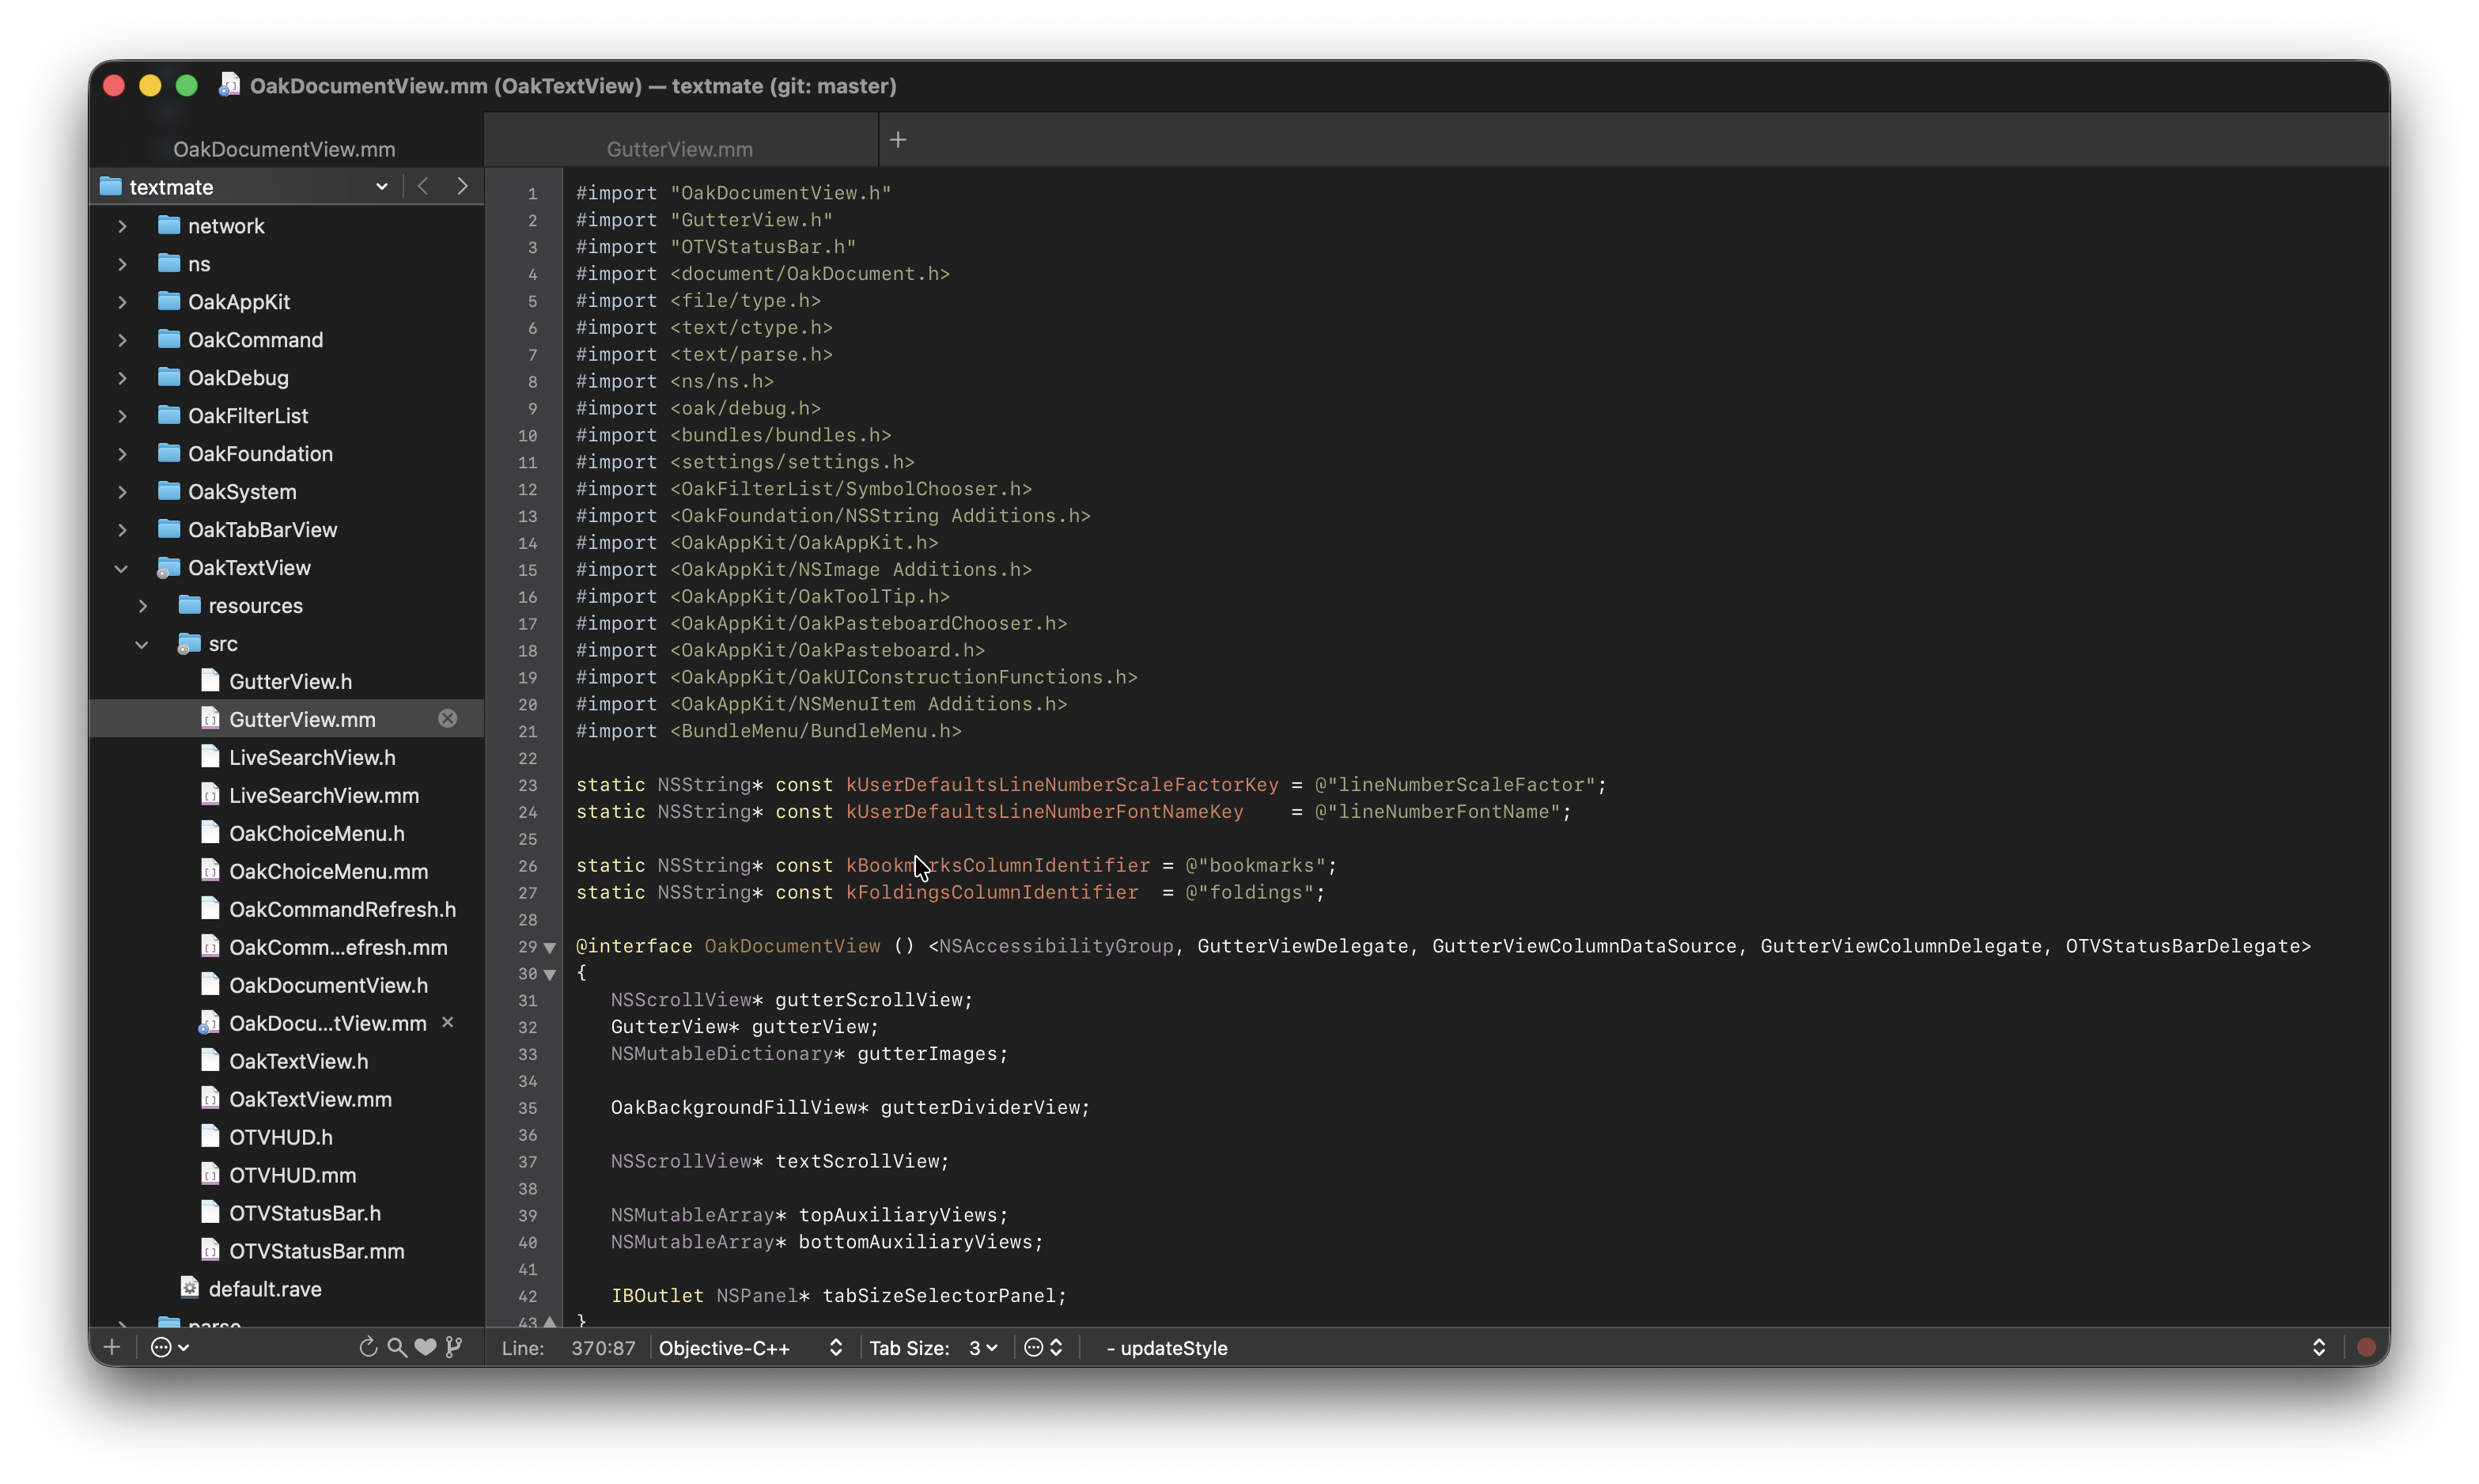 OakDocumentView.mm (OakTextView) — textmate (git: master)
OakDocumentView.mm
GutterView.mm
textmate
network
ns
OakAppKit
OakCommand
OakDebug
OakFilterList
OakFoundation
OakSystem
OakTabBarView
OakTextView
resources
src
GutterView.h
GutterView.mm
LiveSearchView.h
LiveSearchView.mm
OakChoiceMenu.h
OakChoiceMenu.mm
OakCommandRefresh.h
OakComm...efresh.mm
OakDocumentView.h
OakDocu...tView.mm
OakTextView.h
OakTextView.mm
OTVHUD.h
OTVHUD.mm
OTVStatusBar.h
OTVStatusBar.mm
default.rave
parse
1 #import "OakDocumentView.h"
2 #import "GutterView.h"
3 #import "OTVStatusBar.h"
4 #import <document/OakDocument.h>
5 #import <file/type.h>
6 #import <text/ctype.h>
7 #import <text/parse.h>
8 #import <ns/ns.h>
9 #import <oak/debug.h>
10 #import <bundles/bundles.h>
11 #import <settings/settings.h>
12 #import <OakFilterList/SymbolChooser.h>
13 #import <OakFoundation/NSString Additions.h>
14 #import <OakAppKit/OakAppKit.h>
15 #import <OakAppKit/NSImage Additions.h>
16 #import <OakAppKit/OakToolTip.h>
17 #import <OakAppKit/OakPasteboardChooser.h>
18 #import <OakAppKit/OakPasteboard.h>
19 #import <OakAppKit/OakUIConstructionFunctions.h>
20 #import <OakAppKit/NSMenuItem Additions.h>
21 #import <BundleMenu/BundleMenu.h>
22
23 static NSString* const kUserDefaultsLineNumberScaleFactorKey = @"lineNumberScaleFactor";
24 static NSString* const kUserDefaultsLineNumberFontNameKey    = @"lineNumberFontName";
25
26 static NSString* const kBookmarksColumnIdentifier = @"bookmarks";
27 static NSString* const kFoldingsColumnIdentifier  = @"foldings";
28
29 @interface OakDocumentView () <NSAccessibilityGroup, GutterViewDelegate, GutterViewColumnDataSource, GutterViewColumnDelegate, OTVStatusBarDelegate>
30 {
31    NSScrollView* gutterScrollView;
32    GutterView* gutterView;
33    NSMutableDictionary* gutterImages;
34
35    OakBackgroundFillView* gutterDividerView;
36
37    NSScrollView* textScrollView;
38
39    NSMutableArray* topAuxiliaryViews;
40    NSMutableArray* bottomAuxiliaryViews;
41
42    IBOutlet NSPanel* tabSizeSelectorPanel;
43 }
Line: 370:87 Objective-C++ Tab Size: 3 - updateStyle